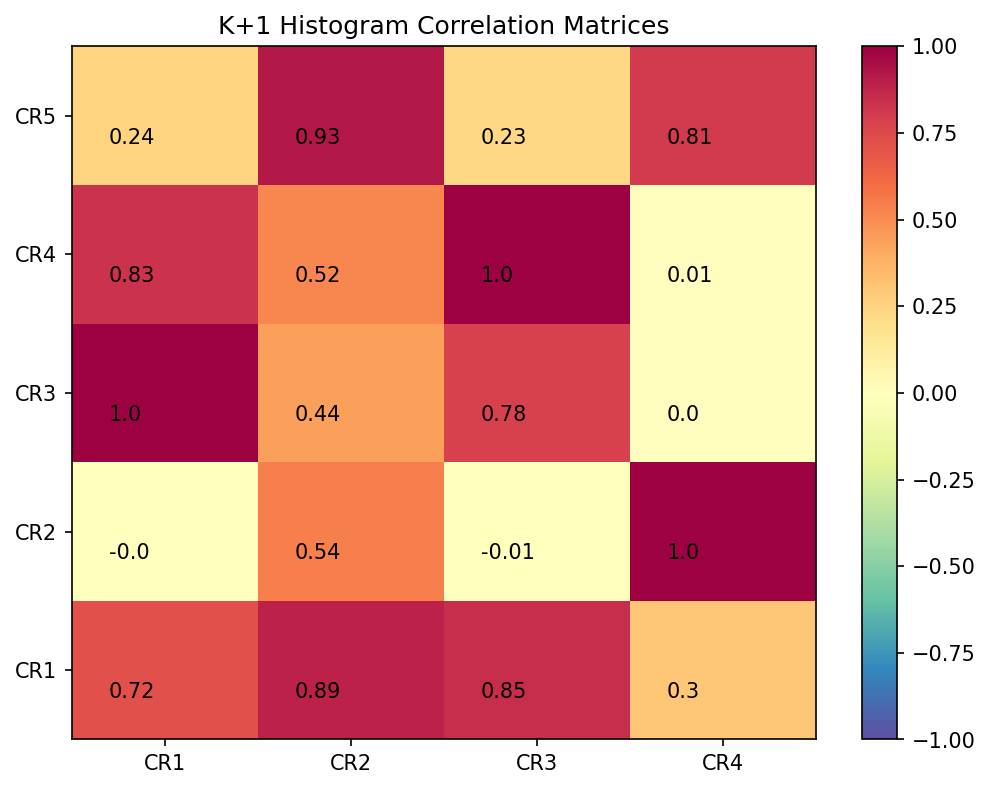 K+1 Histogram Correlation Matrices
CR5 0.24 0.93 0.23 0.81
CR4 0.83 0.52 1.0 0.01
CR3 1.0 0.44 0.78 0.0
CR2 -0.0 0.54 -0.01 1.0
CR1 0.72 0.89 0.85 0.3
CR1 CR2 CR3 CR4
1.00
0.75
0.50
0.25
0.00
−0.25
−0.50
−0.75
−1.00